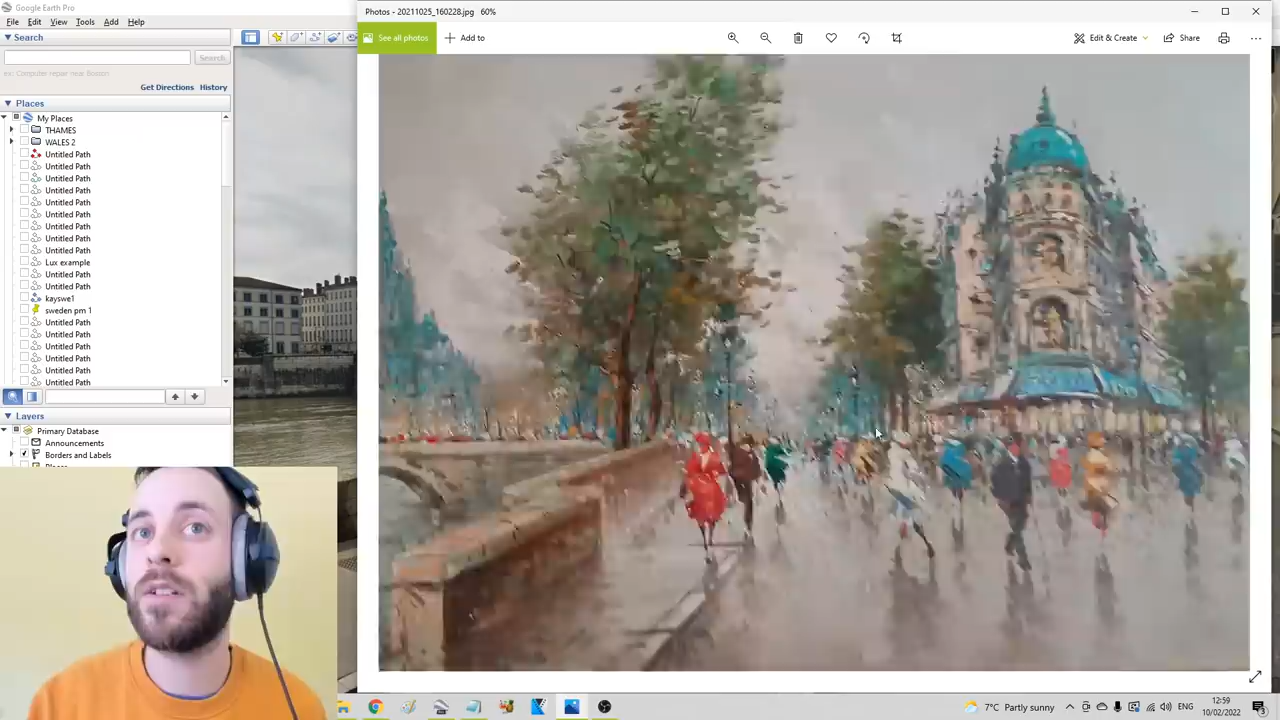 Google Earth Pro
File Edit View Tools Add Help
Search
Search
ex: Computer repair near Boston
Get Directions History
Places
My Places
THAMES
WALES 2
Untitled Path
Untitled Path
Untitled Path
Untitled Path
Untitled Path
Untitled Path
Untitled Path
Untitled Path
Untitled Path
Lux example
Untitled Path
Untitled Path
kayswe1
sweden pm 1
Untitled Path
Untitled Path
Untitled Path
Untitled Path
Untitled Path
Untitled Path
Layers
Primary Database
Announcements
Borders and Labels
Photos - 20211025_160228.jpg 60%
See all photos
Add to
Edit & Create
Share
7°C Partly sunny
ENG
12:59
10/02/2022
3